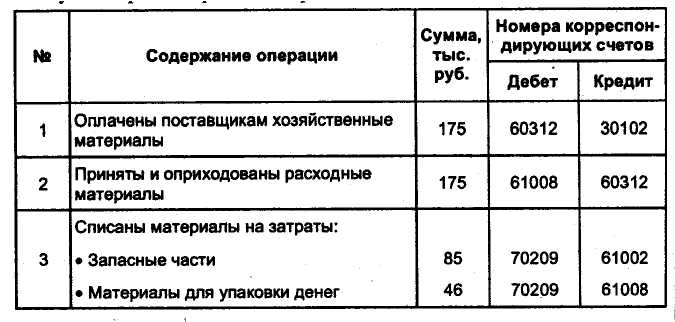 №
Содержание операции
Сумма,
тыс.
руб.
Номера корреспон-
дирующих счетов
Дебет
Кредит
1
Оплачены поставщикам хозяйственные
материалы
175
60312
30102
2
Приняты и оприходованы расходные
материалы
175
61008
60312
3
Списаны материалы на затраты:
• Запасные части
85
70209
61002
• Материалы для упаковки денег
46
70209
61008